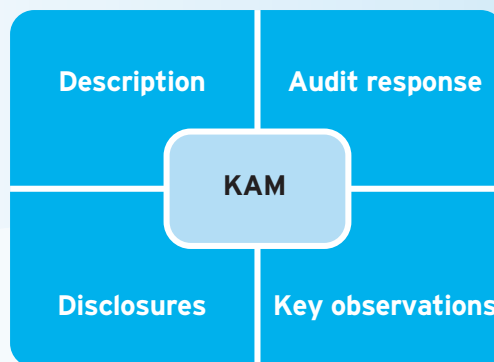 Description
Audit response
KAM
Disclosures
Key observations